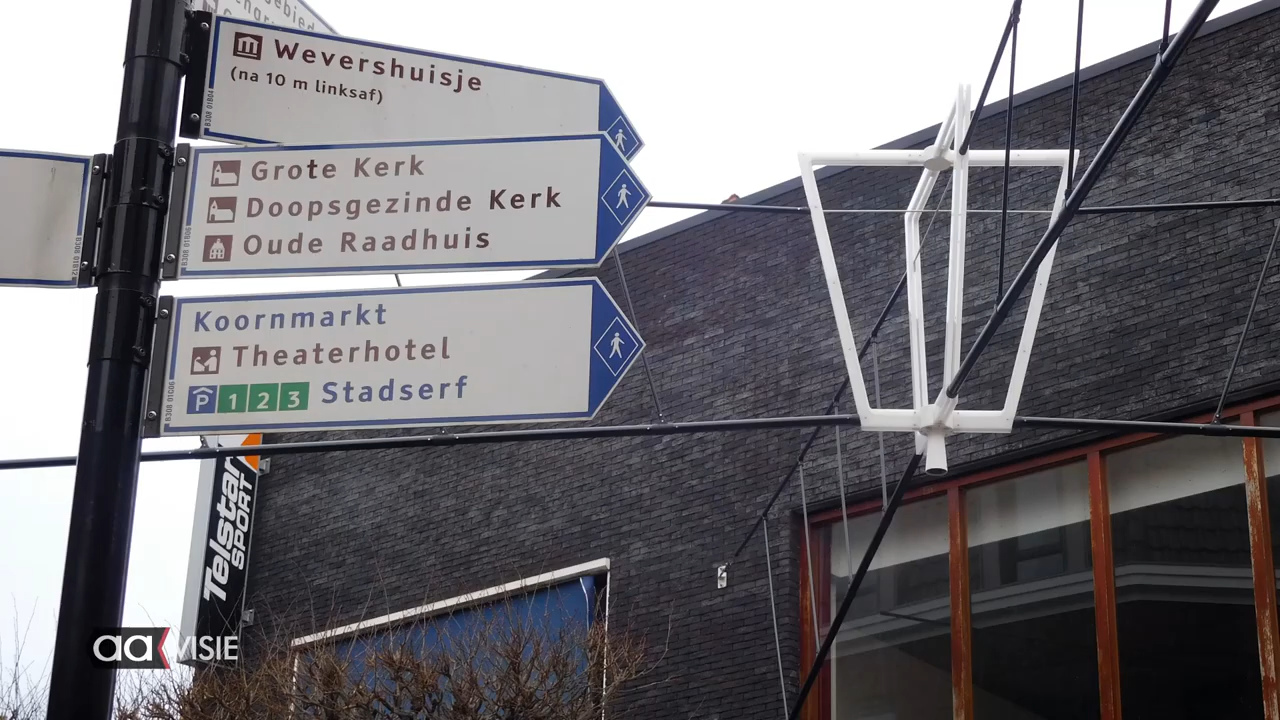 Wevershuisje
(na 10 m linksaf)
Grote Kerk
Doopsgezinde Kerk
Oude Raadhuis
Koornmarkt
Theaterhotel
P 1 2 3 Stadserf
Telstar
SPORT
aa VISIE